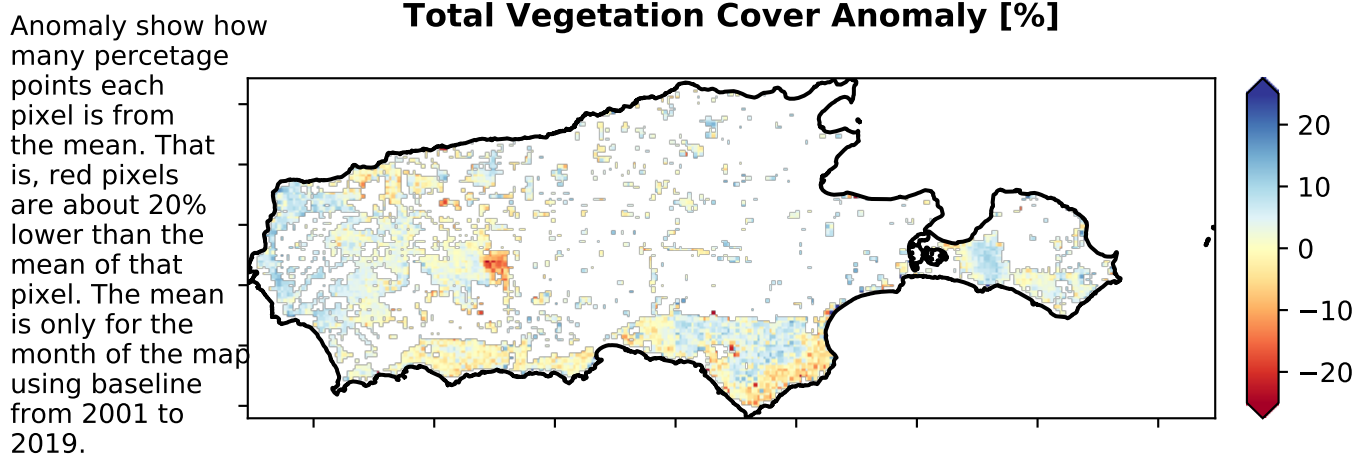 Total Vegetation Cover Anomaly [%]
Anomaly show how
many percetage
points each
pixel is from
the mean. That
is, red pixels
are about 20%
lower than the
mean of that
pixel. The mean
is only for the
month of the map
using baseline
from 2001 to
2019.
20
10
0
−10
−20